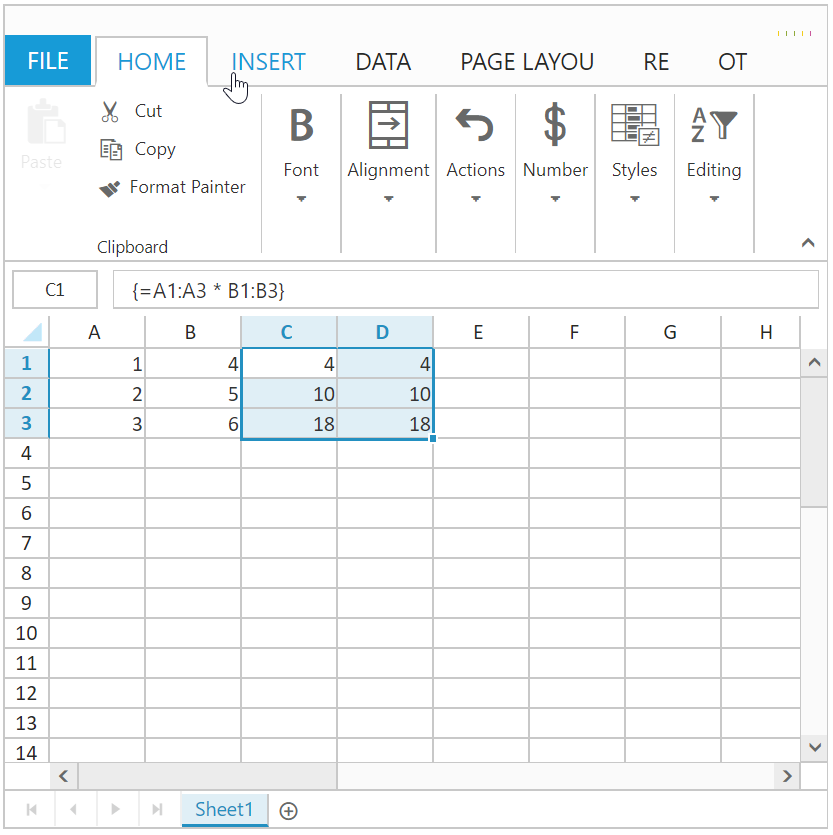 FILE HOME INSERT DATA PAGE LAYOU RE OT
Paste
Cut
Copy
Format Painter
Clipboard
B
Font
Alignment
Actions
$
Number
Styles
A
Z
Editing
C1 {=A1:A3 * B1:B3}
A B C D E F G H
1 1 4 4 4
2 2 5 10 10
3 3 6 18 18
4
5
6
7
8
9
10
11
12
13
14
Sheet1